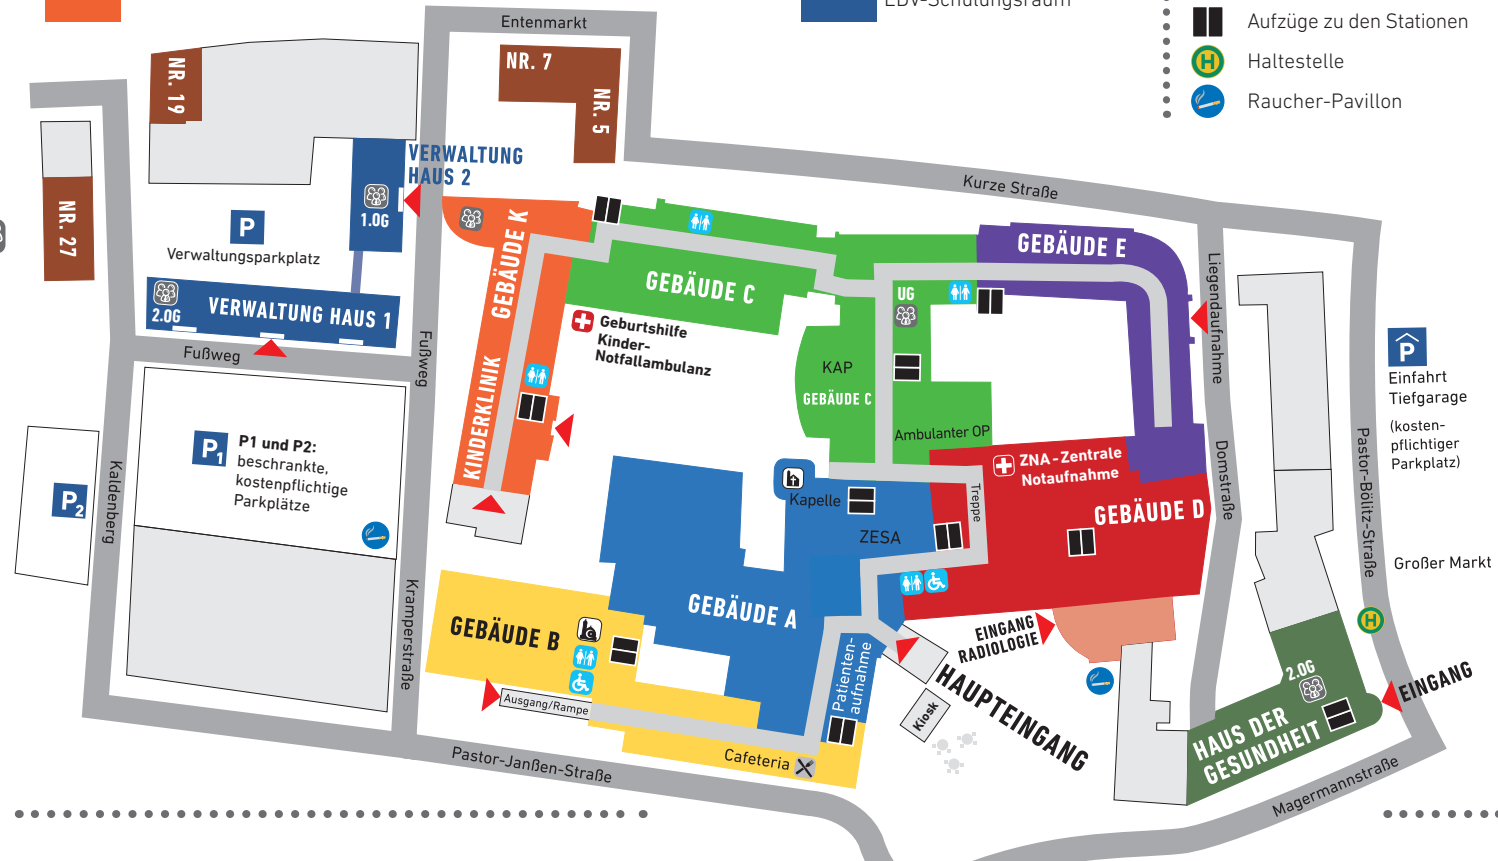 EDV-Schulungsraum
Aufzüge zu den Stationen
H
Haltestelle
Raucher-Pavillon
Entenmarkt
NR. 19
NR. 7
NR. 5
NR. 27
VERWALTUNG
HAUS 2
1.OG
P
Verwaltungsparkplatz
2.OG
VERWALTUNG HAUS 1
Fußweg
Fußweg
Kurze Straße
GEBÄUDE K
KINDERKLINIK
GEBÄUDE C
Geburtshilfe
Kinder-
Notfallambulanz
GEBÄUDE E
UG
KAP
GEBÄUDE C
Ambulanter OP
Liegendaufnahme
Domstraße
P
Einfahrt
Tiefgarage
(kosten-
pflichtiger
Parkplatz)
Pastor-Bölitz-Straße
Großer Markt
H
P1
P1 und P2:
beschrankte,
kostenpflichtige
Parkplätze
P2
Kaldenberg
Kramperstraße
Kapelle
ZESA
Treppe
ZNA - Zentrale
Notaufnahme
GEBÄUDE D
GEBÄUDE A
GEBÄUDE B
Ausgang/Rampe
Patienten-
aufnahme
Cafeteria
EINGANG
RADIOLOGIE
HAUPTEINGANG
Kiosk
2.OG
HAUS DER
GESUNDHEIT
EINGANG
Pastor-Janßen-Straße
Magermannstraße